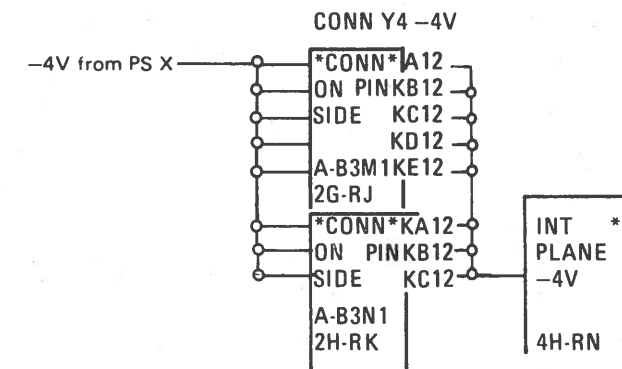 CONN Y4 –4V
–4V from PS X
*CONN* A12
ON PINKB12
SIDE KC12
KD12
A-B3M1KE12
2G-RJ
*CONN*KA12
ON PINKB12
SIDE KC12
A-B3N1
2H-RK
INT *
PLANE
–4V
4H-RN